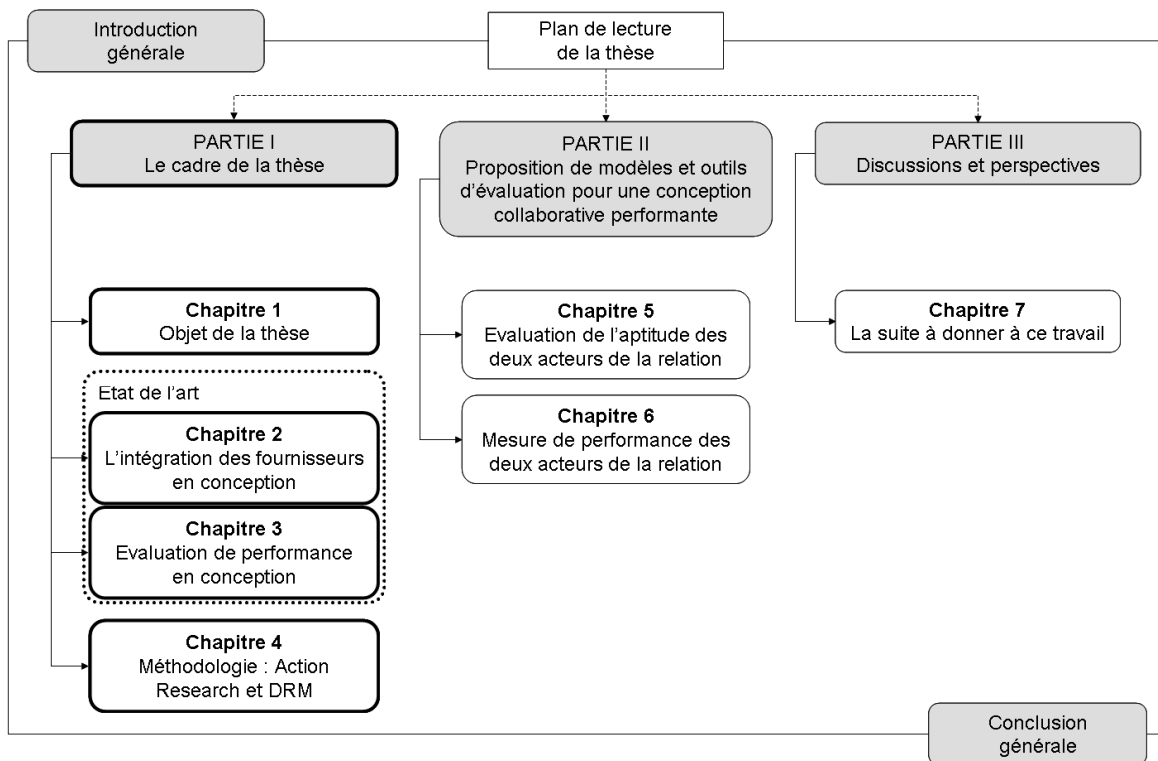 Introduction
générale
Plan de lecture
de la thèse
PARTIE I
Le cadre de la thèse
Chapitre 1
Objet de la thèse
Etat de l’art
Chapitre 2
L’intégration des fournisseurs
en conception
Chapitre 3
Evaluation de performance
en conception
Chapitre 4
Méthodologie : Action
Research et DRM
PARTIE II
Proposition de modèles et outils
d’évaluation pour une conception
collaborative performante
Chapitre 5
Evaluation de l’aptitude des
deux acteurs de la relation
Chapitre 6
Mesure de performance des
deux acteurs de la relation
PARTIE III
Discussions et perspectives
Chapitre 7
La suite à donner à ce travail
Conclusion
générale